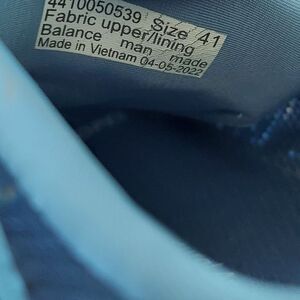 4410050539 Size 41
Fabric upper/lining
Balance man made
Made in Vietnam 04-05-2022